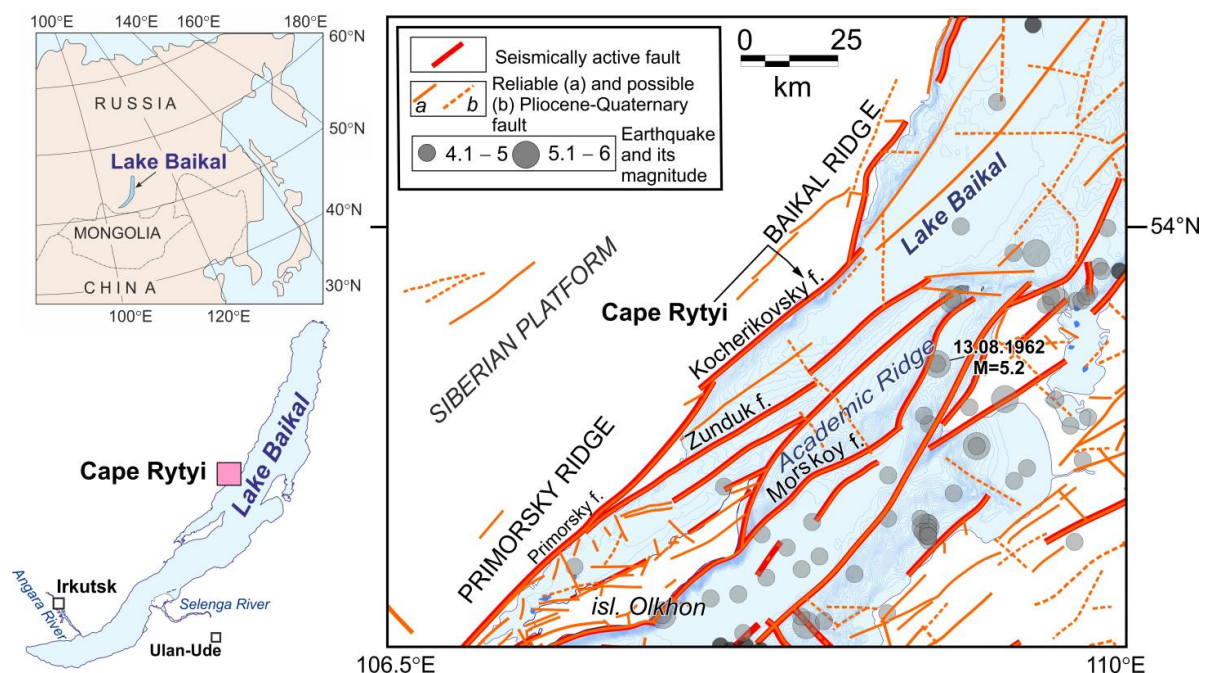 100°E
140°E
160°E
180°E
60°N
RUSSIA
50°N
Lake Baikal
40°N
MONGOLIA
CHINA
30°N
100°E
120°E
Lake Baikal
Cape Rytyi
Angara River
Irkutsk
Selenga River
Ulan-Ude
Seismically active fault
a b
Reliable (a) and possible
(b) Pliocene-Quaternary
fault
4.1 – 5
5.1 – 6
Earthquake
and its
magnitude
0 25
km
BAIKAL RIDGE
Lake Baikal
54°N
SIBERIAN PLATFORM
Cape Rytyi
Kocherikovsky f.
13.08.1962
M=5.2
Academic Ridge
Zunduk f.
Morskoy f.
PRIMORSKY RIDGE
Primorsky f.
isl. Olkhon
106.5°E
110°E